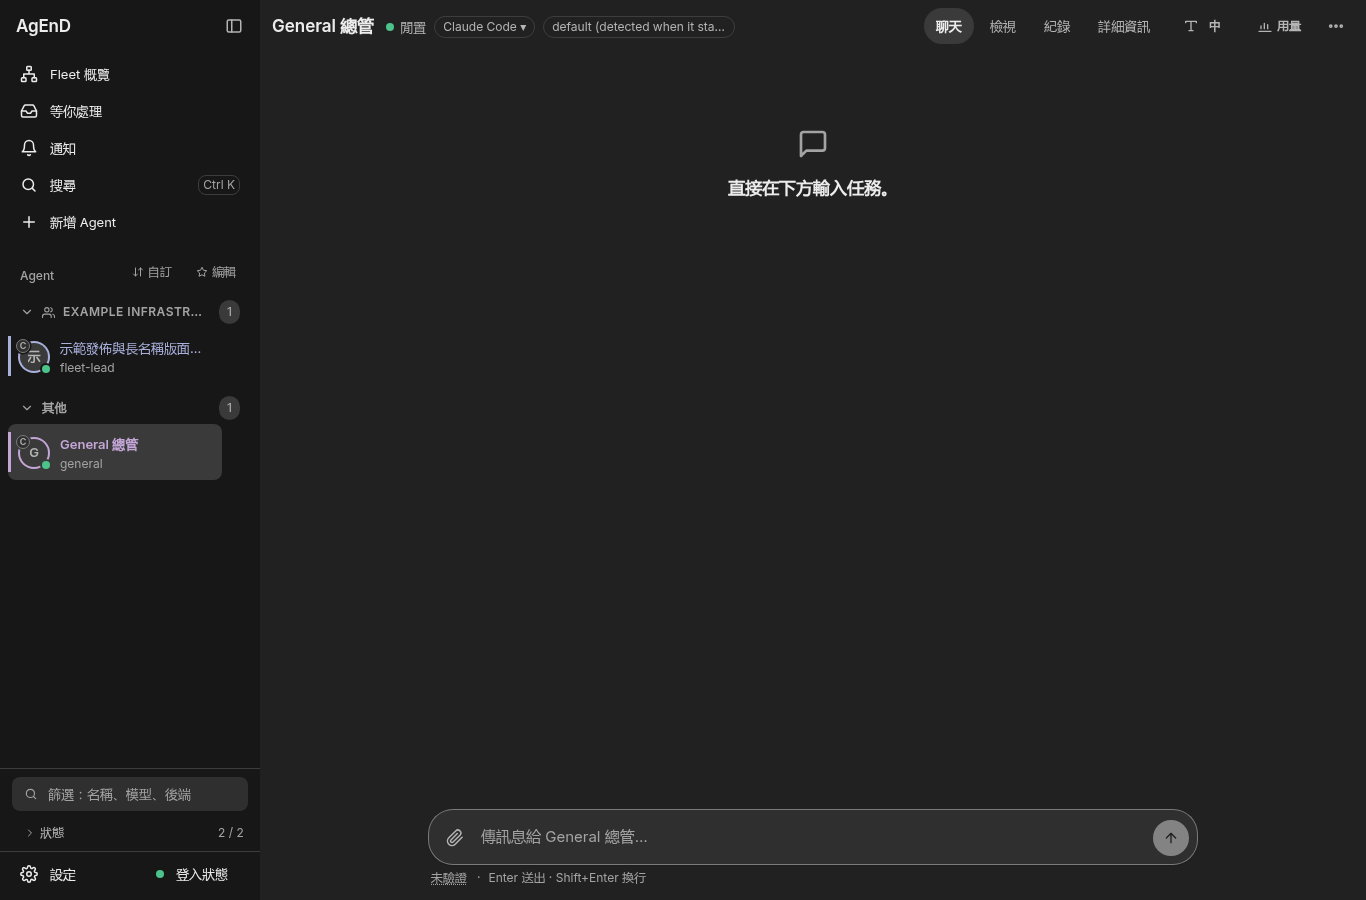 AgEnD
Fleet 概覽
等你處理
通知
搜尋 Ctrl K
新增 Agent
Agent 自訂 編輯
EXAMPLE INFRASTR... 1
C 示 示範發佈與長名稱版面...
fleet-lead
其他 1
C G General 總管
general
篩選：名稱、模型、後端
狀態 2 / 2
設定 登入狀態
General 總管 閒置 Claude Code ▾ default (detected when it sta...
聊天 檢視 紀錄 詳細資訊 中 用量
直接在下方輸入任務。
傳訊息給 General 總管...
未驗證 · Enter 送出 · Shift+Enter 換行